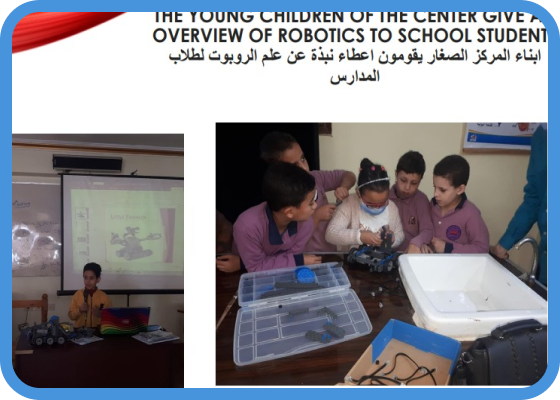 THE YOUNG CHILDREN OF THE CENTER GIVE A
OVERVIEW OF ROBOTICS TO SCHOOL STUDENT
ابناء المركز الصغار يقومون اعطاء نبذة عن علم الروبوت لطلاب
المدارس